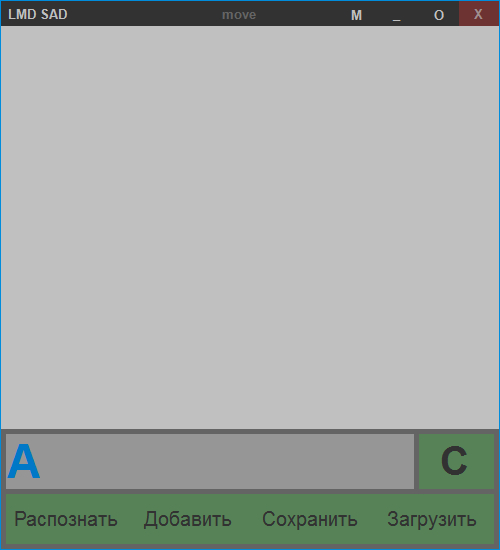 LMD SAD move M _ O X
A C
Распознать Добавить Сохранить Загрузить